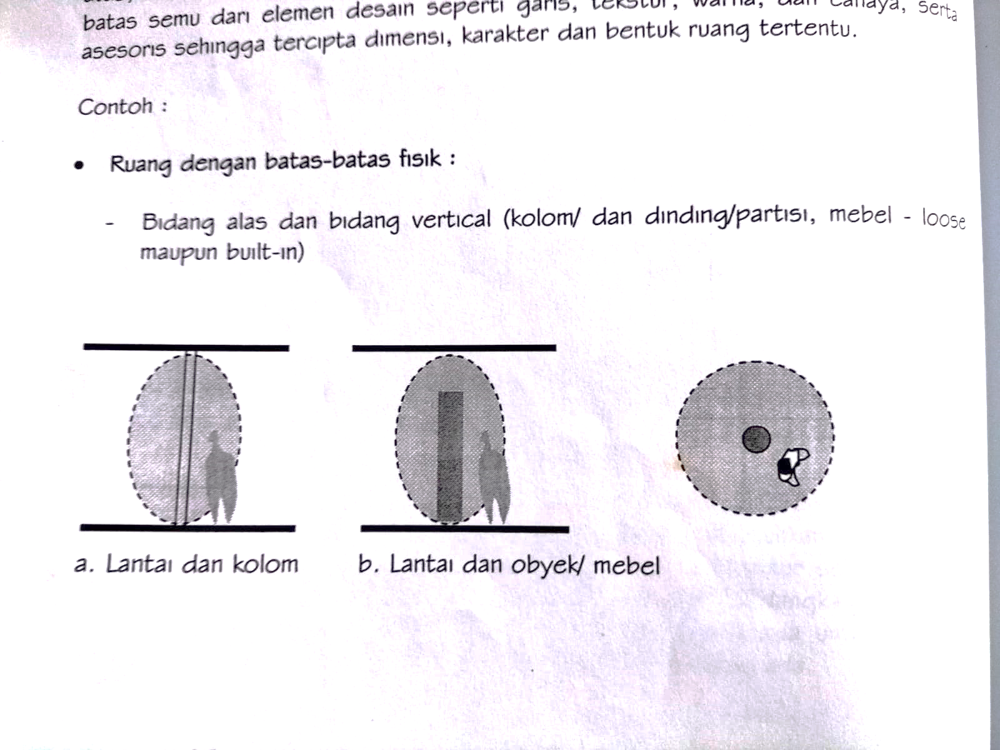 batas semu dari elemen desain seperti garis, tekstur, warna, dan cahaya, serta
asesoris sehingga tercipta dimensi, karakter dan bentuk ruang tertentu.
Contoh :
• Ruang dengan batas-batas fisik :
- Bidang alas dan bidang vertical (kolom/ dan dinding/partisi, mebel - loose
maupun built-in)
a. Lantai dan kolom
b. Lantai dan obyek/ mebel